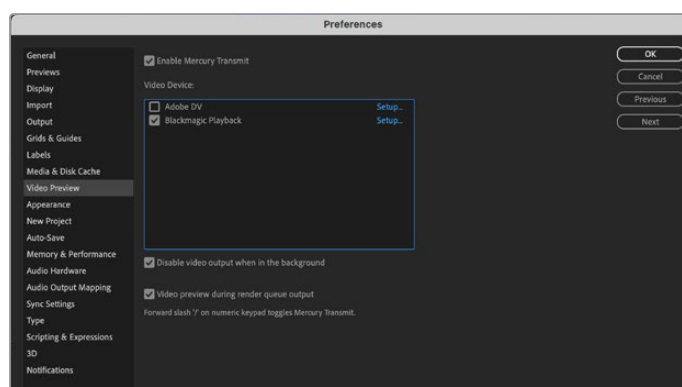 Preferences
General
Previews
Display
Import
Output
Grids & Guides
Labels
Media & Disk Cache
Video Preview
Appearance
New Project
Auto-Save
Memory & Performance
Audio Hardware
Audio Output Mapping
Sync Settings
Type
Scripting & Expressions
3D
Notifications
Enable Mercury Transmit
Video Device:
Adobe DV Setup...
Blackmagic Playback Setup...
Disable video output when in the background
Video preview during render queue output
Forward slash '/' on numeric keypad toggles Mercury Transmit.
OK
Cancel
Previous
Next